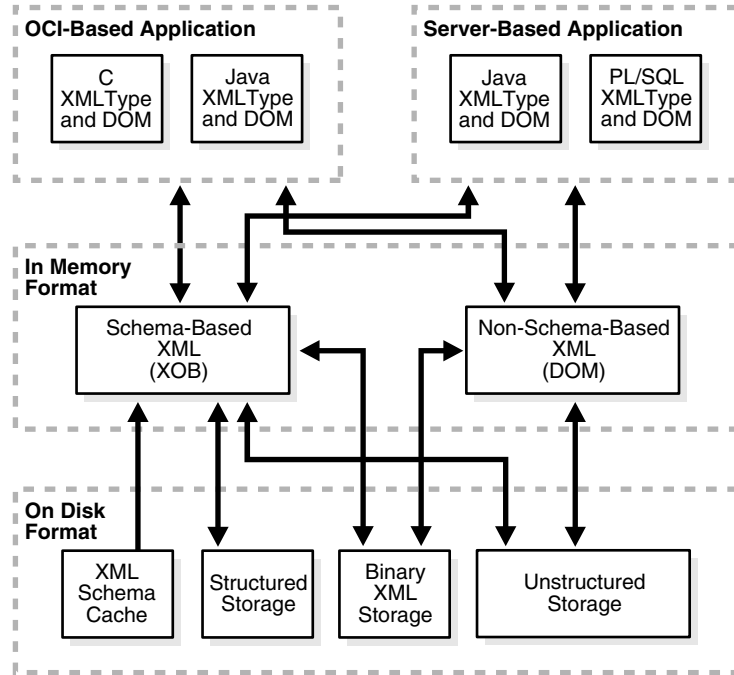 OCI-Based Application
C
XMLType
and DOM
Java
XMLType
and DOM
Server-Based Application
Java
XMLType
and DOM
PL/SQL
XMLType
and DOM
In Memory
Format
Schema-Based
XML
(XOB)
Non-Schema-Based
XML
(DOM)
On Disk
Format
XML
Schema
Cache
Structured
Storage
Binary
XML
Storage
Unstructured
Storage